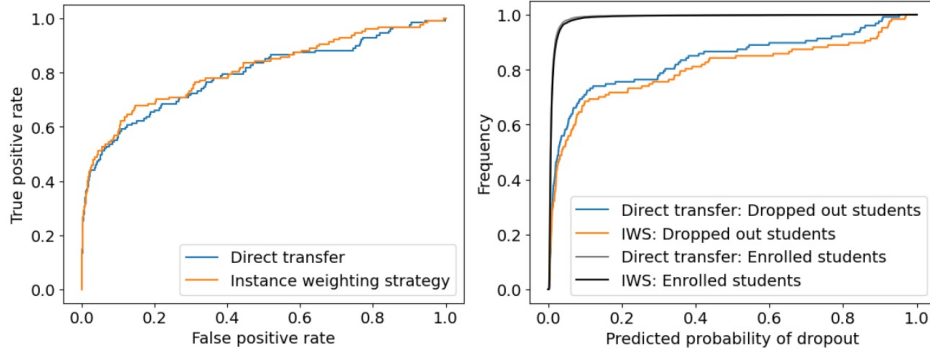 1.0
0.8
0.6
0.4
0.2
0.0
True positive rate
Direct transfer
Instance weighting strategy
0.0 0.2 0.4 0.6 0.8 1.0
False positive rate
1.0
0.8
0.6
0.4
0.2
0.0
Frequency
Direct transfer: Dropped out students
IWS: Dropped out students
Direct transfer: Enrolled students
IWS: Enrolled students
0.0 0.2 0.4 0.6 0.8 1.0
Predicted probability of dropout